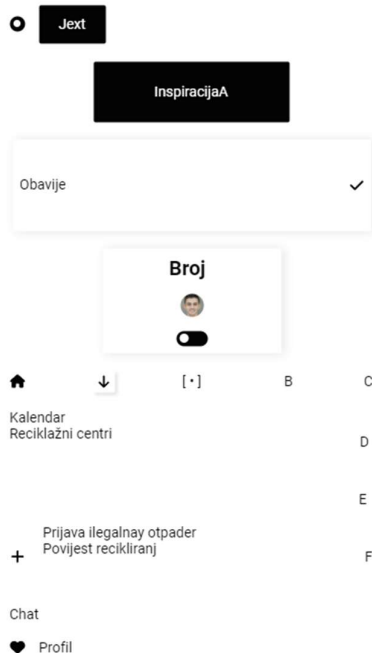 Jext
InspiracijaA
Obavije
Broj
[·] B C
Kalendar
Reciklažni centri
D
E
Prijava ilegalnay otpader
Povijest recikliranj
F
Chat
Profil